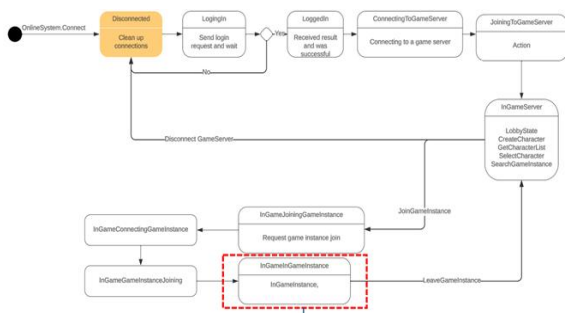 OnlineSystem.Connect
Disconnected
Clean up
connections
LogingIn
Send login
request and wait
Yes
No
LoggedIn
Received result
and was
successful
ConnectingToGameServer
Connecting to a game server
JoiningToGameServer
Action
InGameServer
LobbyState
CreateCharacter
GetCharacterList
SelectCharacter
SearchGameInstance
Disconnect GameServer
JoinGameInstance
InGameJoiningGameInstance
Request game instance join
InGameConnectingGameInstance
InGameGameInstanceJoining
InGameInGameInstance
InGameInstance,
LeaveGameInstance